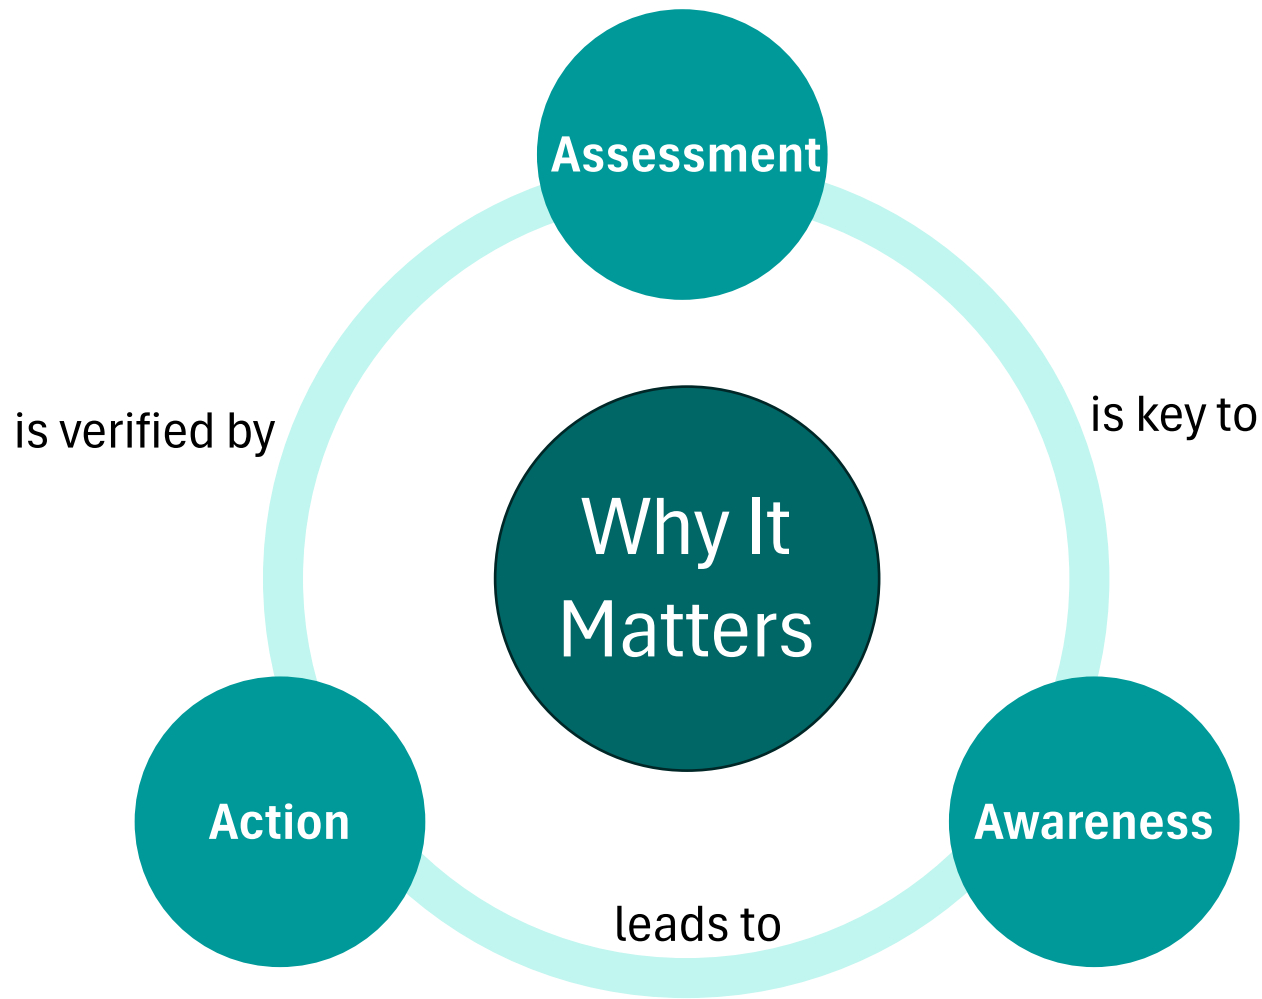 Assessment
is key to
is verified by
Why It
Matters
Action
Awareness
leads to